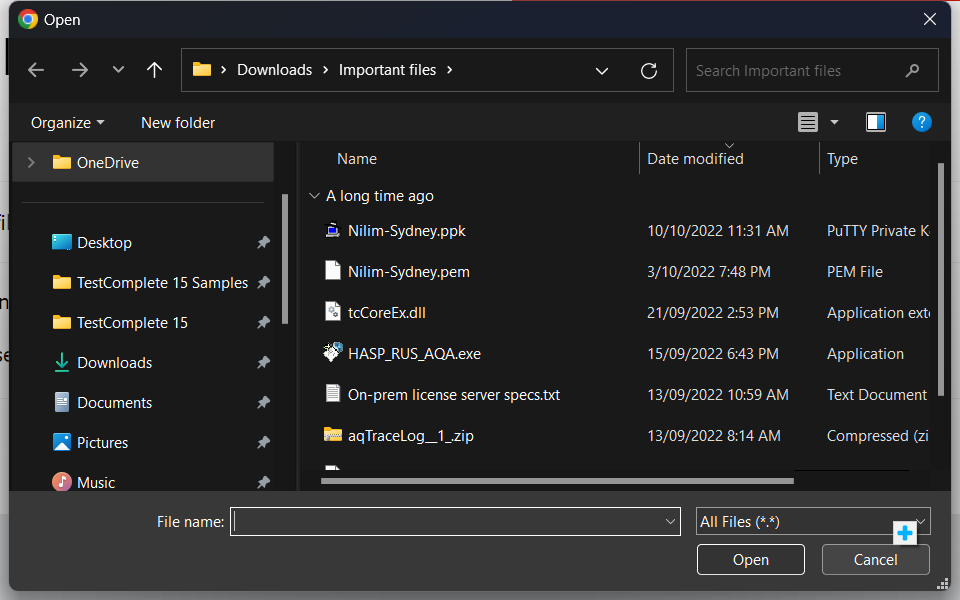 Open
Downloads > Important files >
Search Important files
Organize
New folder
OneDrive
Desktop
TestComplete 15 Samples
TestComplete 15
Downloads
Documents
Pictures
Music
Name Date modified Type
A long time ago
Nilim-Sydney.ppk 10/10/2022 11:31 AM PuTTY Private K
Nilim-Sydney.pem 3/10/2022 7:48 PM PEM File
tcCoreEx.dll 21/09/2022 2:53 PM Application exte
HASP_RUS_AQA.exe 15/09/2022 6:43 PM Application
On-prem license server specs.txt 13/09/2022 10:59 AM Text Document
aqTraceLog__1_.zip 13/09/2022 8:14 AM Compressed (zi
File name:
All Files (*.*)
Open
Cancel